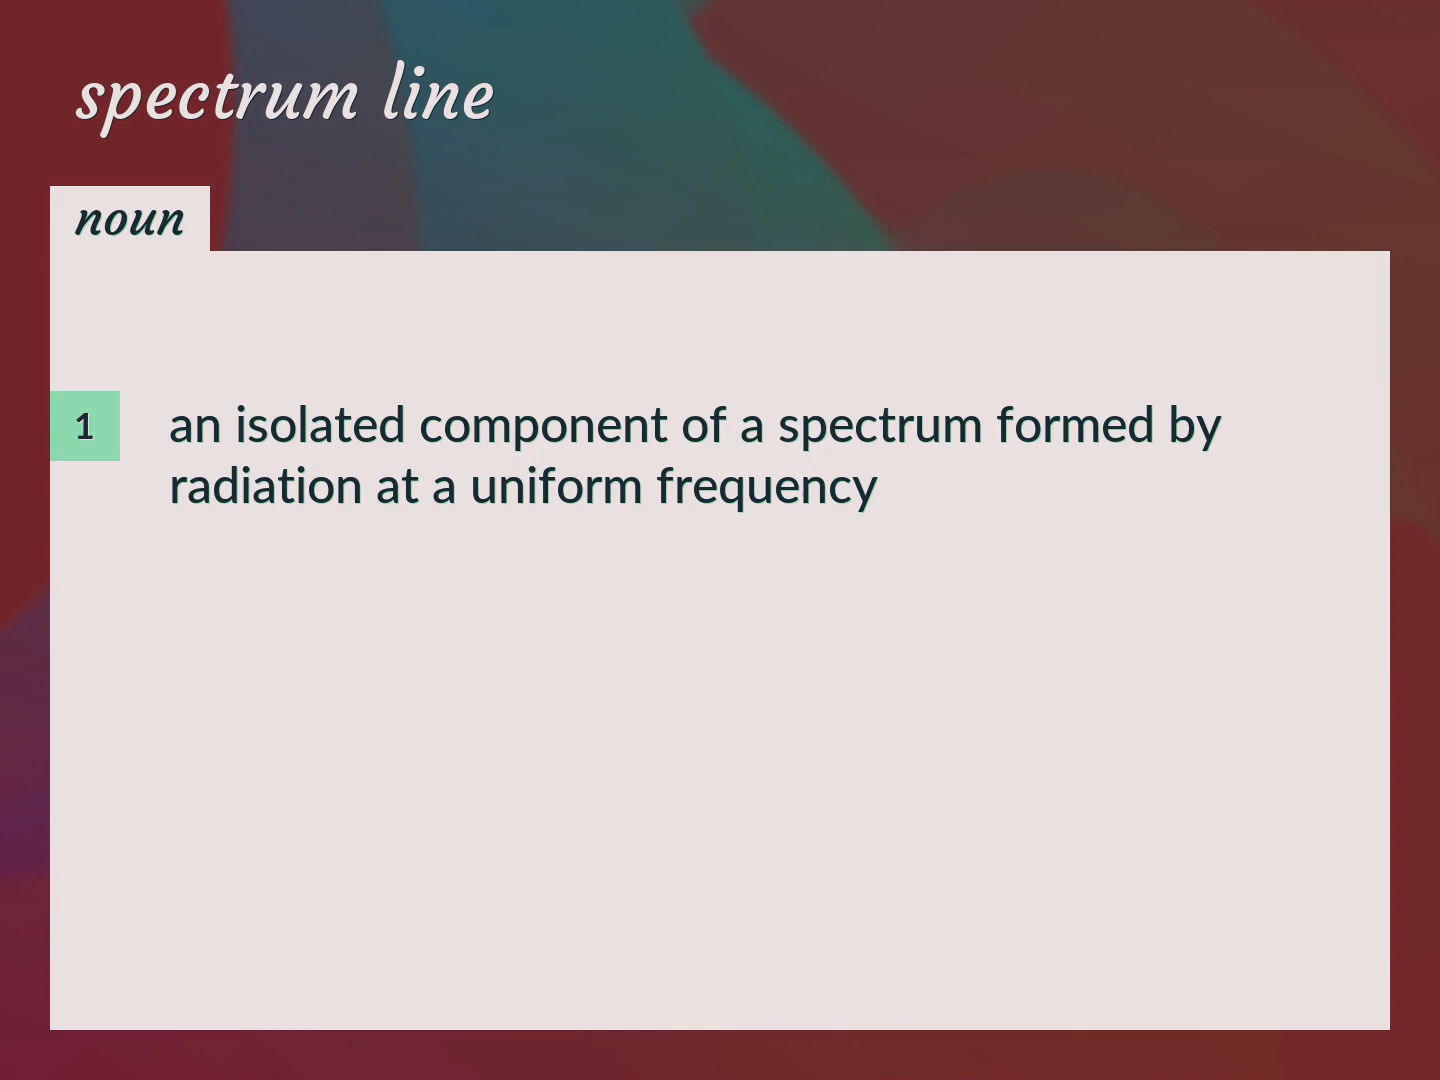 spectrum line
noun
1
an isolated component of a spectrum formed by
radiation at a uniform frequency